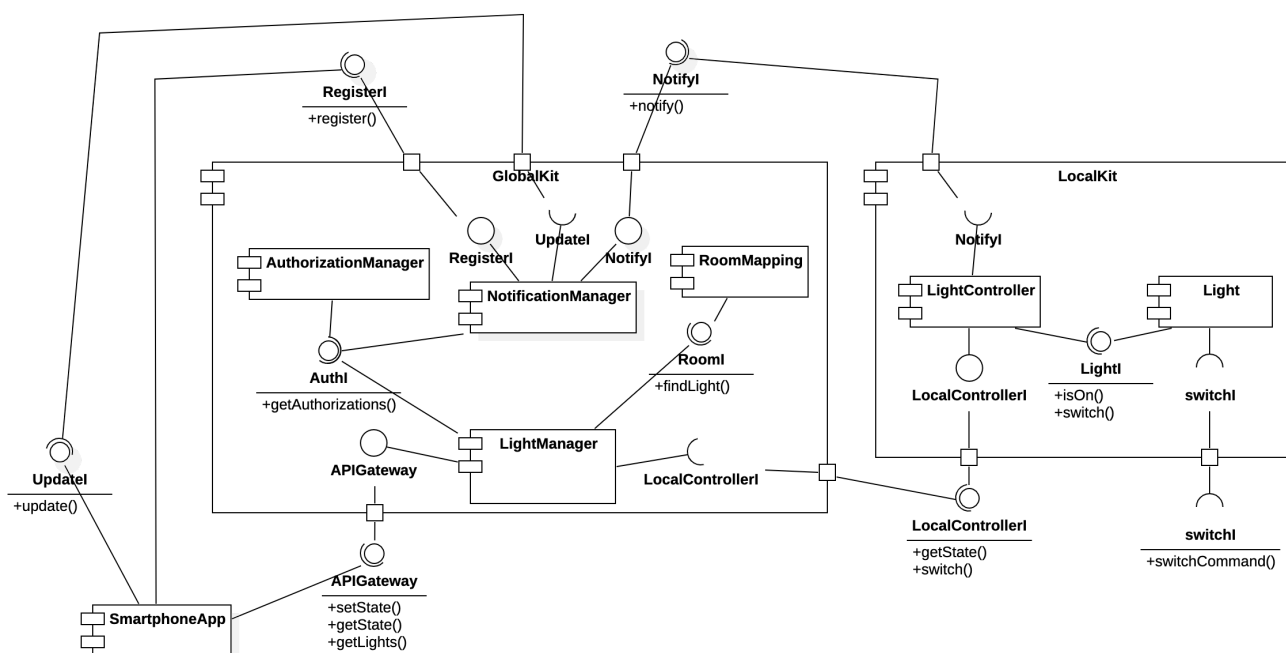 RegisterI
+register()
NotifyI
+notify()
GlobalKit
LocalKit
RegisterI
UpdateI
NotifyI
NotifyI
AuthorizationManager
RoomMapping
NotificationManager
LightController
Light
AuthI
+getAuthorizations()
RoomI
+findLight()
LightI
+isOn()
+switch()
LocalControllerI
switchI
LightManager
APIGateway
LocalControllerI
UpdateI
+update()
LocalControllerI
+getState()
+switch()
switchI
+switchCommand()
APIGateway
+setState()
+getState()
+getLights()
SmartphoneApp